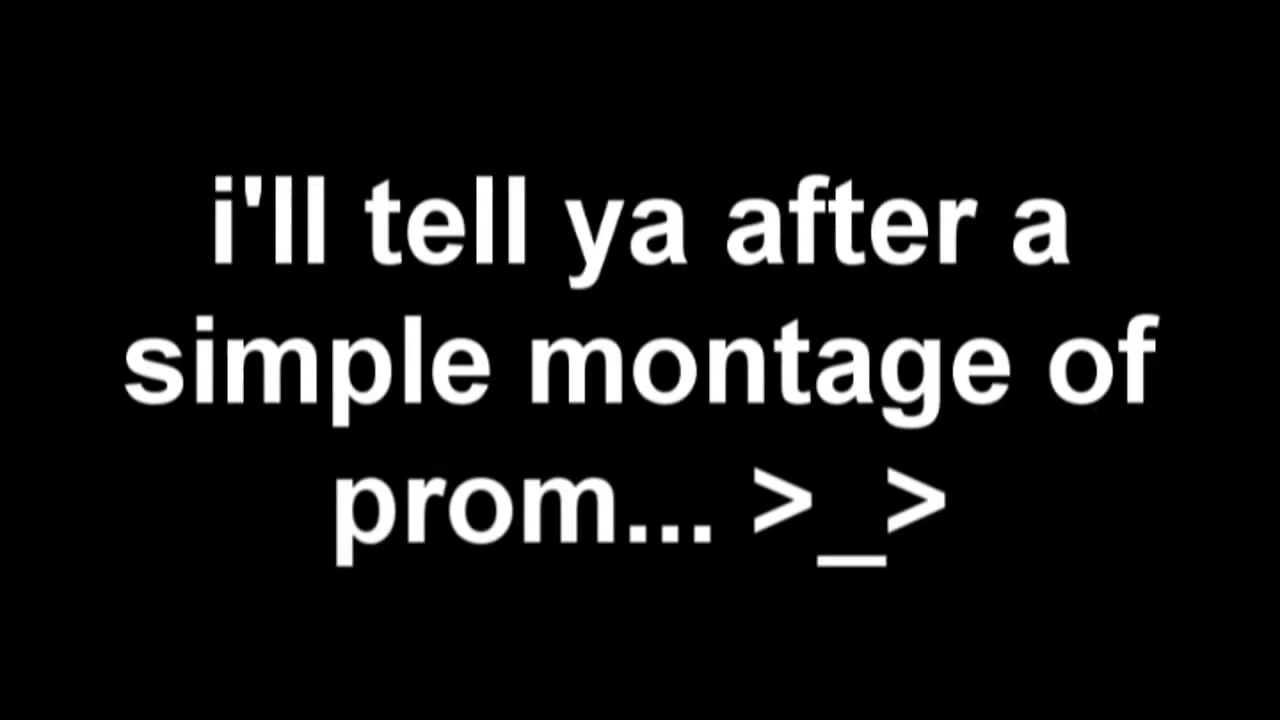 i'll tell ya after a
simple montage of
prom... >_>